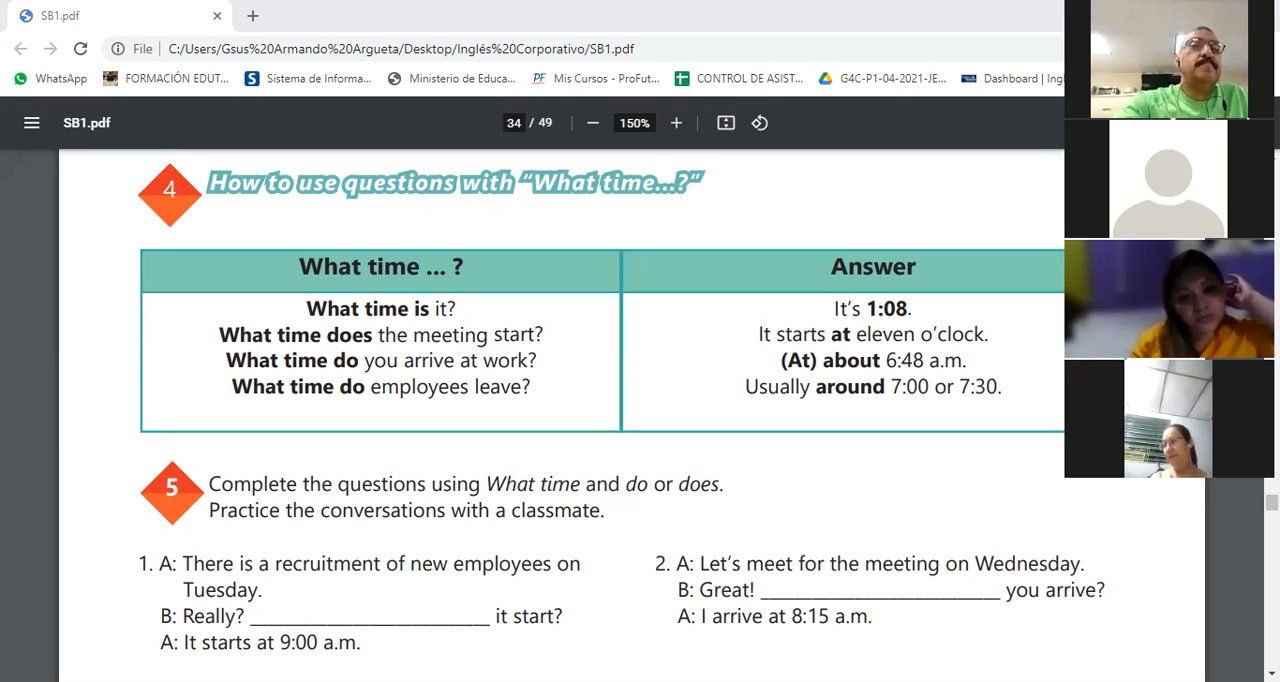 SB1.pdf
File
C:/Users/Gsus%20Armando%20Argueta/Desktop/Inglés%20Corporativo/SB1.pdf
WhatsApp
FORMACIÓN EDUT...
Sistema de Informa...
Ministerio de Educa...
PF Mis Cursos - ProFut...
CONTROL DE ASIST...
G4C-P1-04-2021-JE...
Dashboard | Ingl
SB1.pdf
34 / 49
150%
4 How to use questions with “What time...?”
What time ... ?
Answer
What time is it?
It's 1:08.
What time does the meeting start?
It starts at eleven o'clock.
What time do you arrive at work?
(At) about 6:48 a.m.
What time do employees leave?
Usually around 7:00 or 7:30.
5 Complete the questions using What time and do or does.
Practice the conversations with a classmate.
1. A: There is a recruitment of new employees on
Tuesday.
B: Really? ________________________ it start?
A: It starts at 9:00 a.m.
2. A: Let's meet for the meeting on Wednesday.
B: Great! ________________________ you arrive?
A: I arrive at 8:15 a.m.